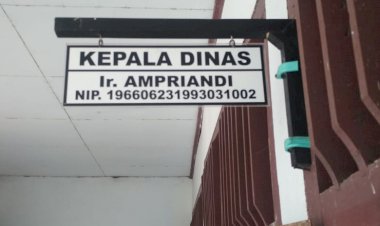 KEPALA DINAS
Ir. AMPRIANDI
NIP. 196606231993031002